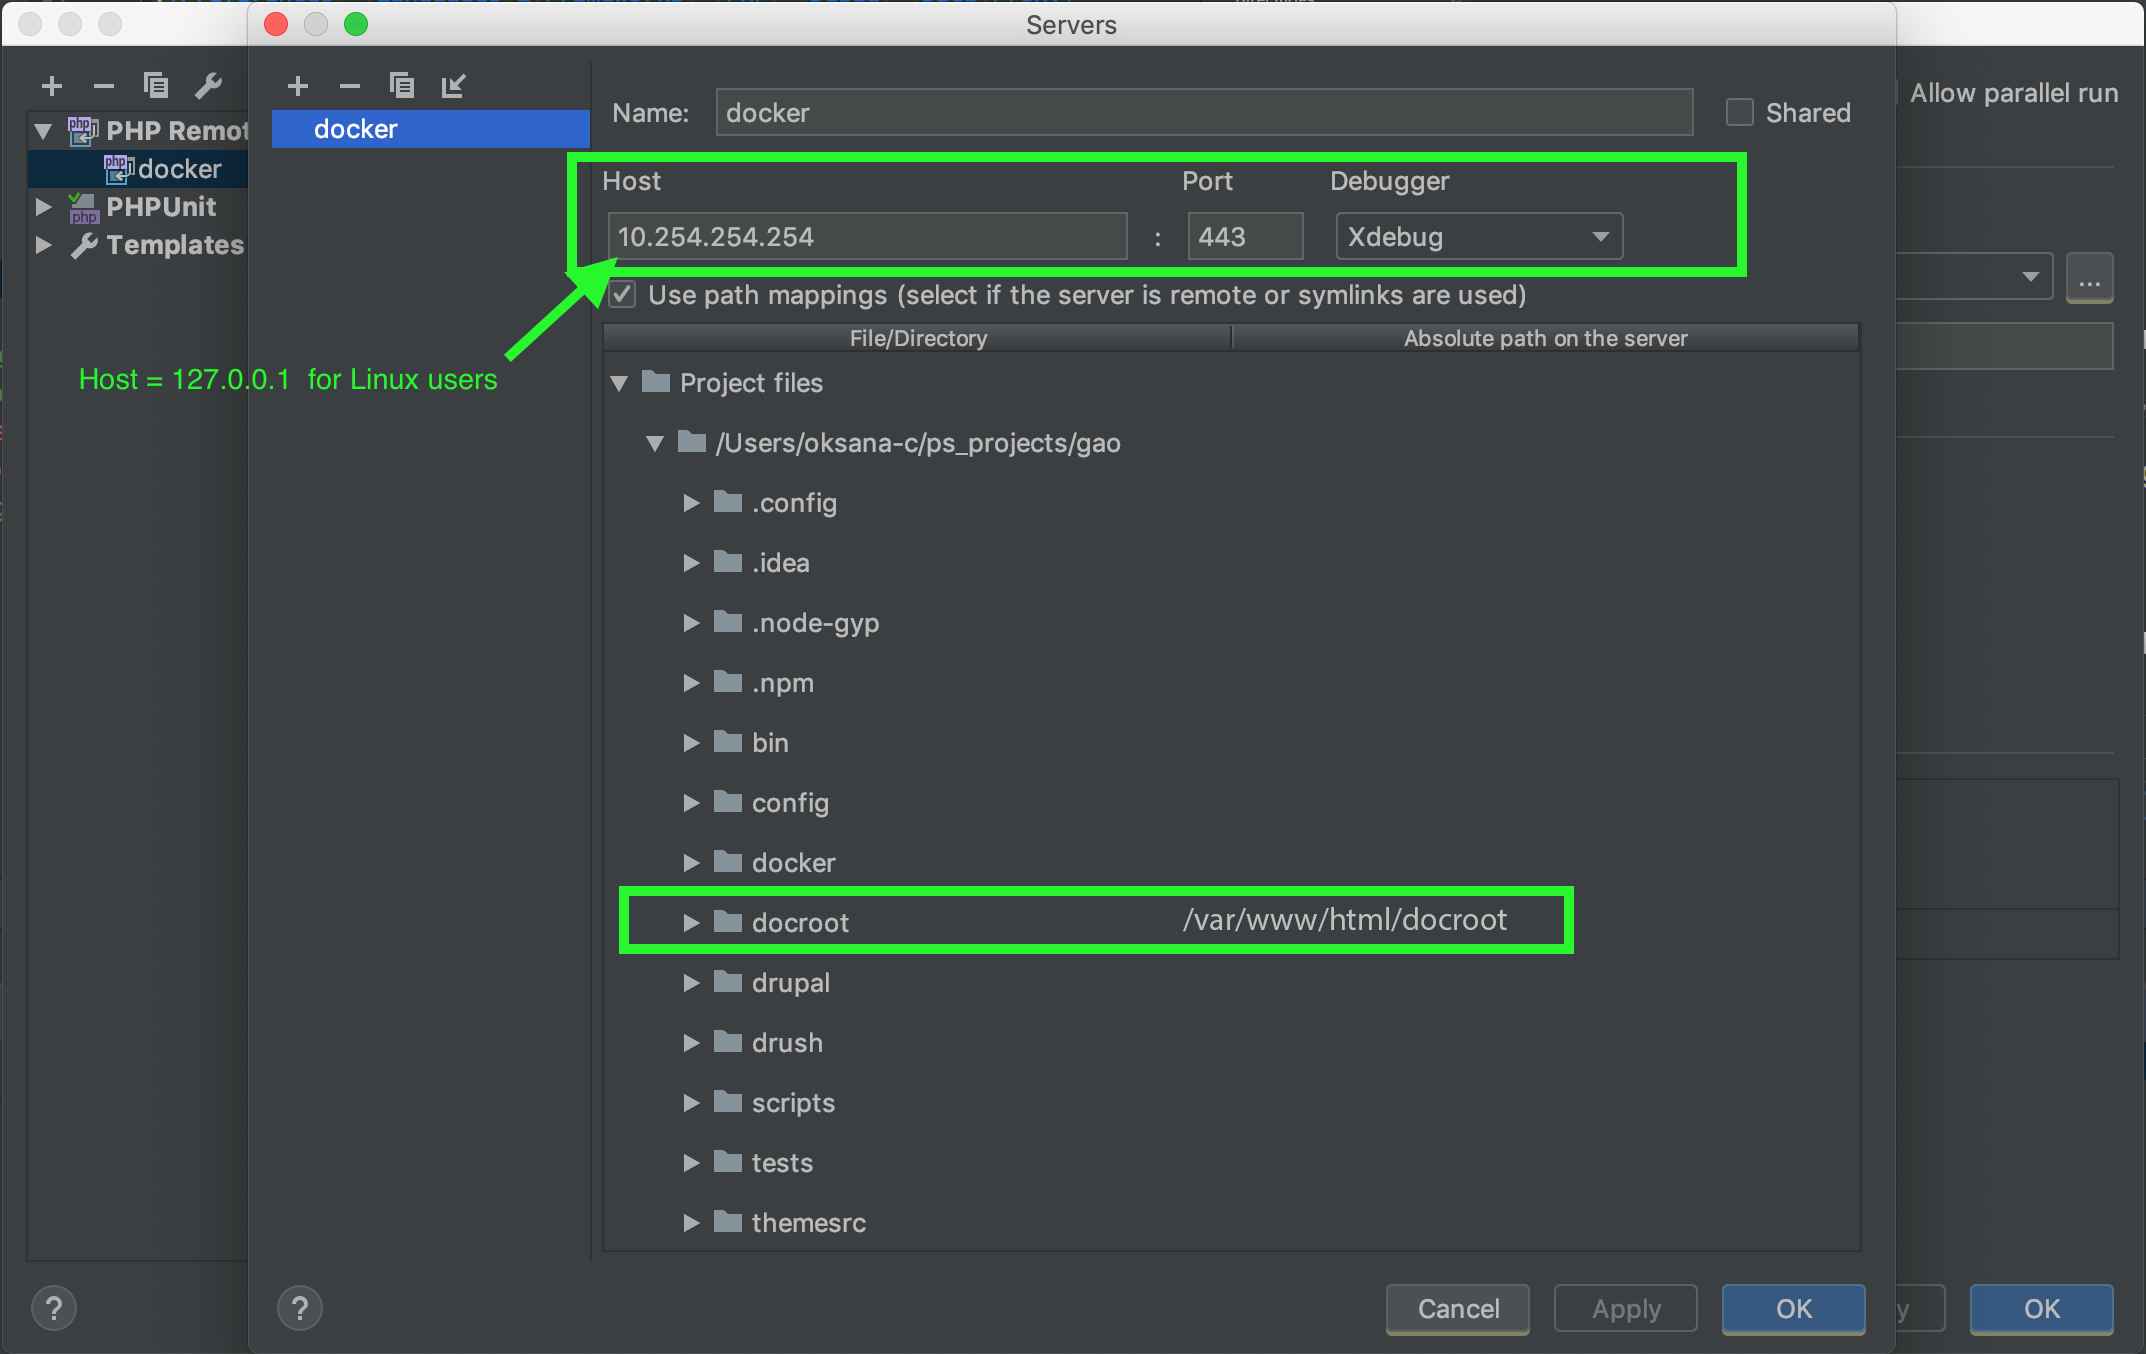 Servers
PHP Remot
docker
PHPUnit
Templates
docker
Name: docker
Shared
Allow parallel run
Host
Port
Debugger
10.254.254.254 : 443
Xdebug
Use path mappings (select if the server is remote or symlinks are used)
...
Host = 127.0.0.1 for Linux users
File/Directory
Absolute path on the server
Project files
/Users/oksana-c/ps_projects/gao
.config
.idea
.node-gyp
.npm
bin
config
docker
docroot
/var/www/html/docroot
drupal
drush
scripts
tests
themesrc
?
?
Cancel
Apply
OK
y
OK